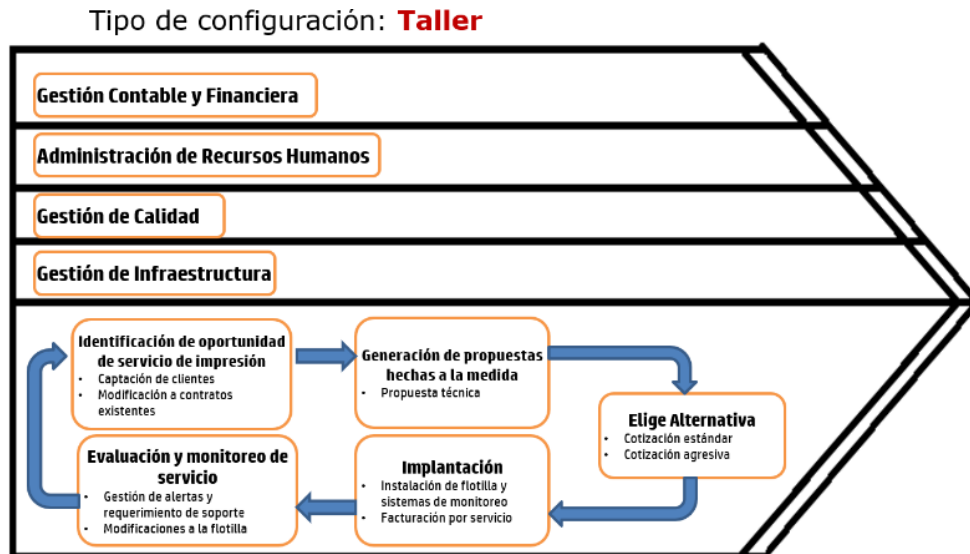 Tipo de configuración: Taller
Gestión Contable y Financiera
Administración de Recursos Humanos
Gestión de Calidad
Gestión de Infraestructura
Identificación de oportunidad
de servicio de impresión
• Captación de clientes
• Modificación a contratos
existentes
Generación de propuestas
hechas a la medida
• Propuesta técnica
Elige Alternativa
• Cotización estándar
• Cotización agresiva
Evaluación y monitoreo de
servicio
• Gestión de alertas y
requerimiento de soporte
• Modificaciones a la flotilla
Implantación
• Instalación de flotilla y
sistemas de monitoreo
• Facturación por servicio